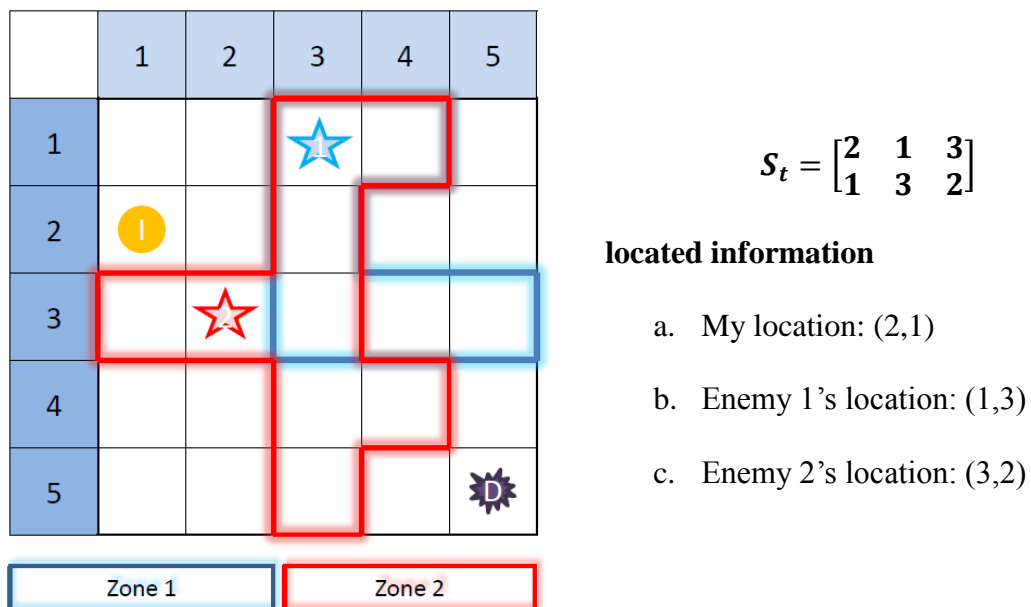 1 2 3 4 5
1 1
2 I
3 2
4
5 D
Zone 1 Zone 2
S_t = [2 1 3
1 3 2]
located information
a. My location: (2,1)
b. Enemy 1’s location: (1,3)
c. Enemy 2’s location: (3,2)